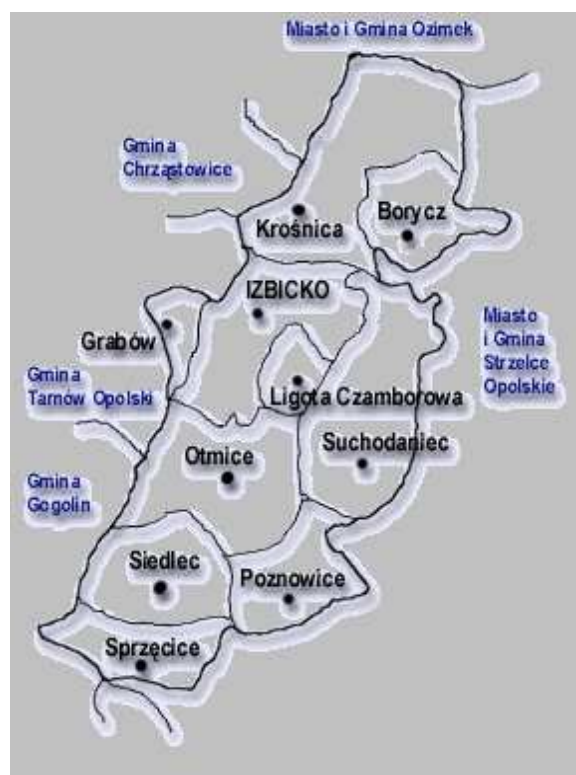 Miasto i Gmina Ozimek
Gmina
Chrząstowice
Krośnica
Borycz
IZBICKO
Grabów
Miasto
i Gmina
Strzelce
Opolskie
Gmina
Tarnów Opolski
Ligota Czamborowa
Suchodaniec
Otmice
Gmina
Gogolin
Siedlec
Poznowice
Sprzęcice